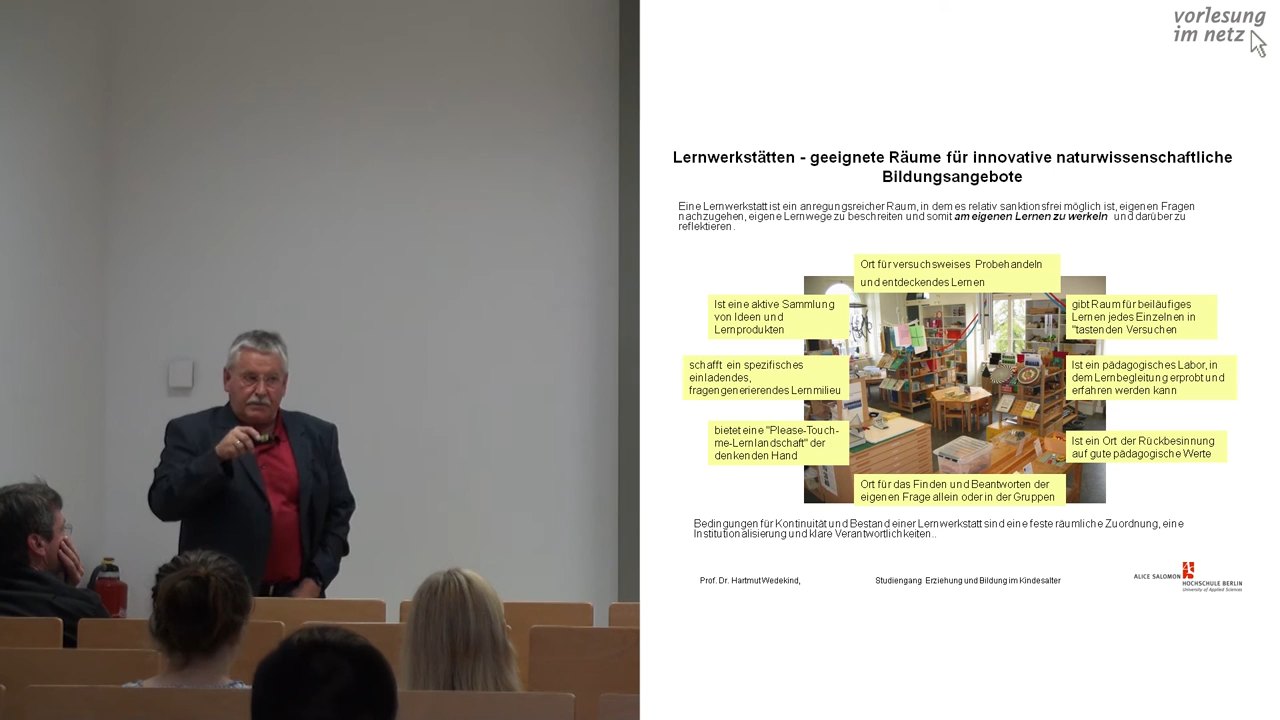 vorlesung
im netz
Lernwerkstätten - geeignete Räume für innovative naturwissenschaftliche
Bildungsangebote
Eine Lernwerkstatt ist ein anregungsreicher Raum, in dem es relativ sanktionsfrei möglich ist, eigenen Fragen
nachzugehen, eigene Lernwege zu beschreiten und somit am eigenen Lernen zu werkeln und darüber zu
reflektieren.
Ort für versuchsweises Probehandeln
und entdeckendes Lernen
Ist eine aktive Sammlung
von Ideen und
Lernprodukten
gibt Raum für beiläufiges
Lernen jedes Einzelnen in
"tastenden Versuchen
schafft ein spezifisches
einladendes,
fragengenerierendes Lernmilieu
Ist ein pädagogisches Labor, in
dem Lernbegleitung erprobt und
erfahren werden kann
bietet eine "Please-Touch-
me-Lernlandschaft" der
denkenden Hand
Ist ein Ort der Rückbesinnung
auf gute pädagogische Werte
Ort für das Finden und Beantworten der
eigenen Frage allein oder in der Gruppen
Bedingungen für Kontinuität und Bestand einer Lernwerkstatt sind eine feste räumliche Zuordnung, eine
Institutionalisierung und klare Verantwortlichkeiten..
Prof. Dr. Hartmut Wedekind,
Studiengang Erziehung und Bildung im Kindesalter
ALICE SALOMON
HOCHSCHULE BERLIN
University of Applied Sciences